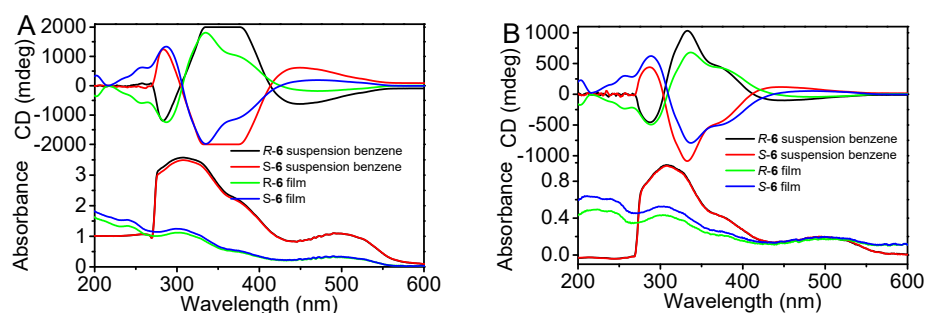 A
CD (mdeg)
2000
1000
0
-1000
-2000
R-6 suspension benzene
S-6 suspension benzene
R-6 film
S-6 film
Absorbance
3
2
1
0
200 300 400 500 600
Wavelength (nm)
B
CD (mdeg)
1000
500
0
-500
-1000
R-6 suspension benzene
S-6 suspension benzene
R-6 film
S-6 film
Absorbance
0.8
0.4
0.0
200 300 400 500 600
Wavelength (nm)